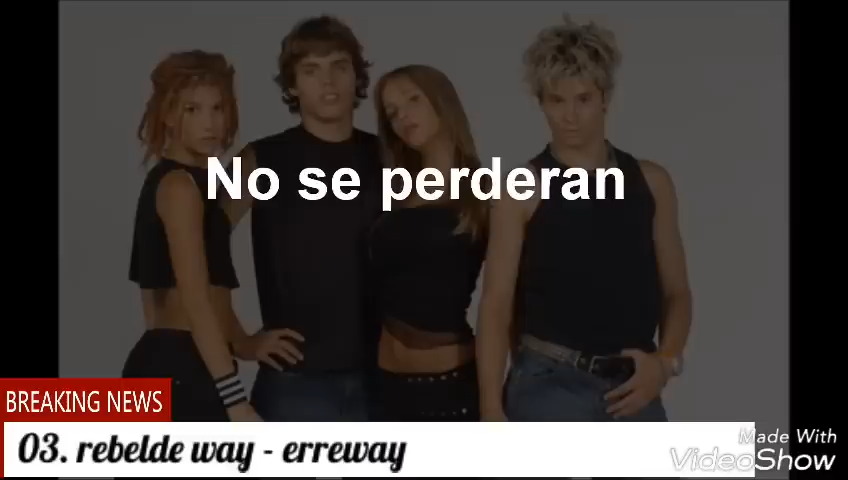 No se perderan
BREAKING NEWS
03. rebelde way - erreway
Made With
VideoShow